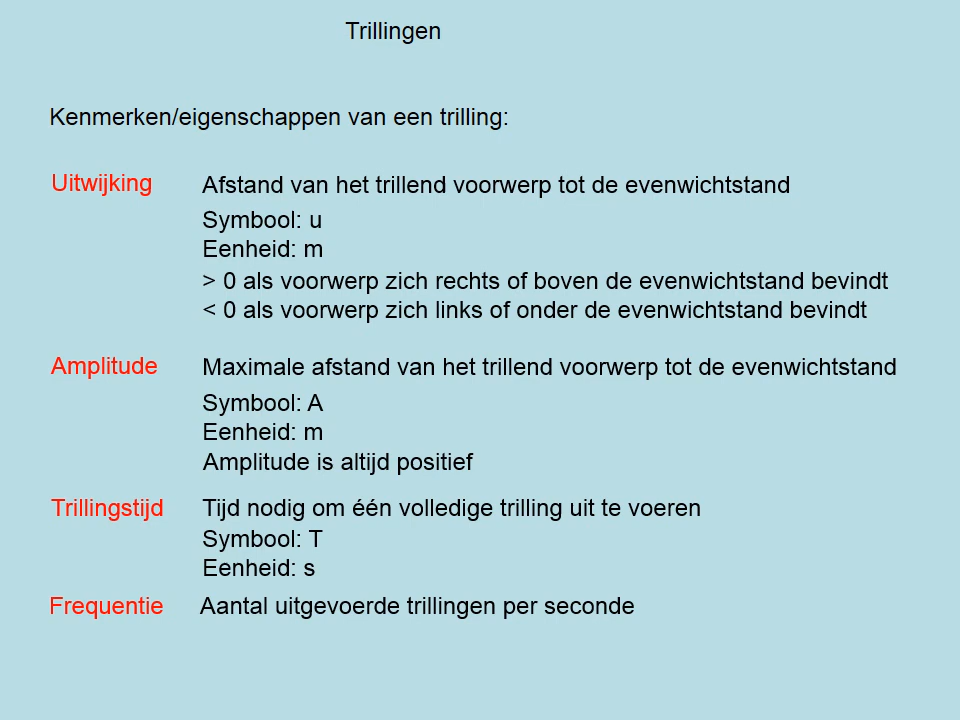 Trillingen
Kenmerken/eigenschappen van een trilling:
Uitwijking Afstand van het trillend voorwerp tot de evenwichtstand
Symbool: u
Eenheid: m
> 0 als voorwerp zich rechts of boven de evenwichtstand bevindt
< 0 als voorwerp zich links of onder de evenwichtstand bevindt
Amplitude Maximale afstand van het trillend voorwerp tot de evenwichtstand
Symbool: A
Eenheid: m
Amplitude is altijd positief
Trillingstijd Tijd nodig om één volledige trilling uit te voeren
Symbool: T
Eenheid: s
Frequentie Aantal uitgevoerde trillingen per seconde